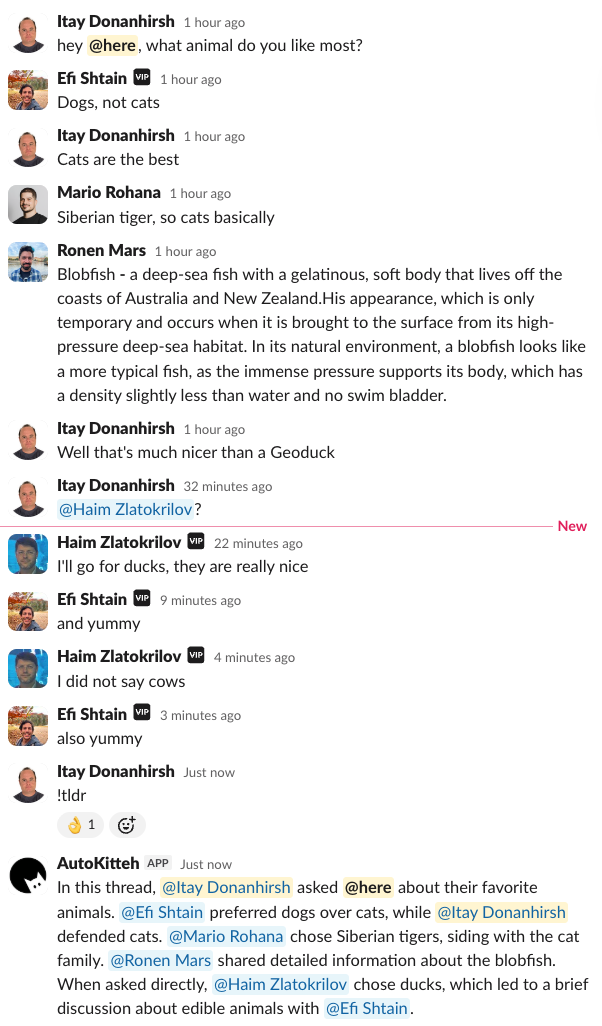 Itay Donanhirsh 1 hour ago
hey @here, what animal do you like most?
Efi Shtain VIP 1 hour ago
Dogs, not cats
Itay Donanhirsh 1 hour ago
Cats are the best
Mario Rohana 1 hour ago
Siberian tiger, so cats basically
Ronen Mars 1 hour ago
Blobfish - a deep-sea fish with a gelatinous, soft body that lives off the
coasts of Australia and New Zealand.His appearance, which is only
temporary and occurs when it is brought to the surface from its high-
pressure deep-sea habitat. In its natural environment, a blobfish looks like
a more typical fish, as the immense pressure supports its body, which has
a density slightly less than water and no swim bladder.
Itay Donanhirsh 1 hour ago
Well that's much nicer than a Geoduck
Itay Donanhirsh 32 minutes ago
@Haim Zlatokrilov?
New
Haim Zlatokrilov VIP 22 minutes ago
I'll go for ducks, they are really nice
Efi Shtain VIP 9 minutes ago
and yummy
Haim Zlatokrilov VIP 4 minutes ago
I did not say cows
Efi Shtain VIP 3 minutes ago
also yummy
Itay Donanhirsh Just now
!tldr
👌 1
AutoKitteh APP Just now
In this thread, @Itay Donanhirsh asked @here about their favorite
animals. @Efi Shtain preferred dogs over cats, while @Itay Donanhirsh
defended cats. @Mario Rohana chose Siberian tigers, siding with the cat
family. @Ronen Mars shared detailed information about the blobfish.
When asked directly, @Haim Zlatokrilov chose ducks, which led to a brief
discussion about edible animals with @Efi Shtain.